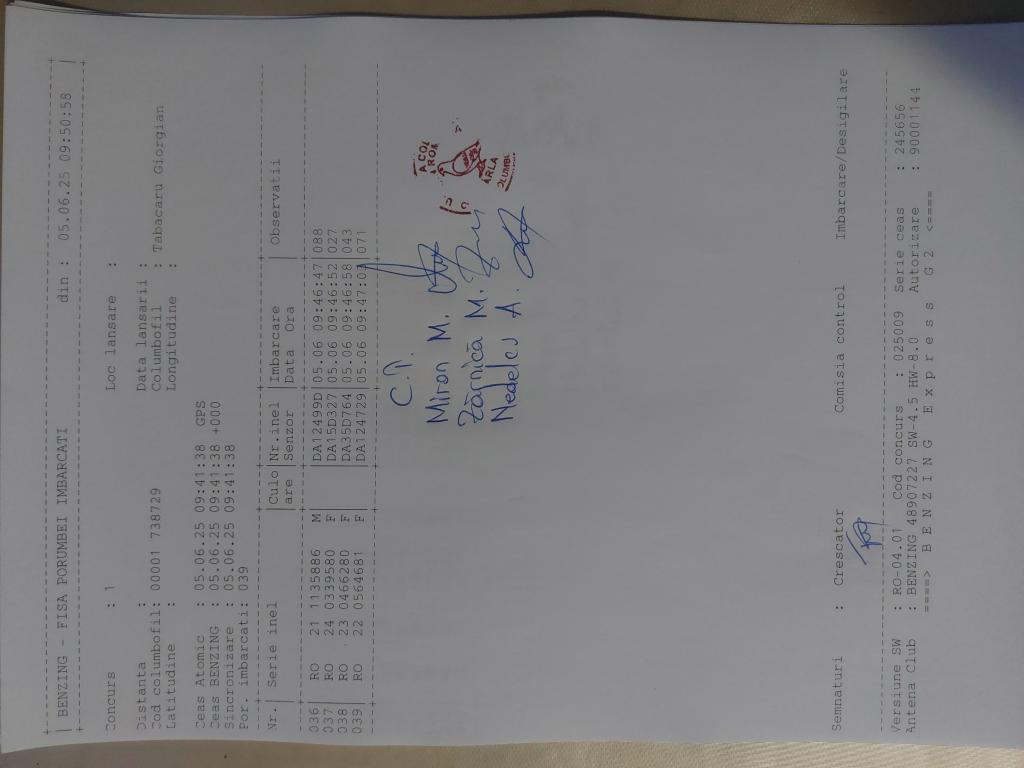 BENZING - FISA PORUMBEI IMBARCATI din : 05.06.25 09:50:58
Concurs : 1 Loc lansare :
Distanta : Data lansarii :
Cod columbofil: 00001 738729 Columbofil : Tabacaru Giorgian
Latitudine : Longitudine :
Ceas Atomic : 05.06.25 09:41:38 GPS
Ceas BENZING : 05.06.25 09:41:38 +000
Sincronizare : 05.06.25 09:41:38
Por. imbarcati: 039
Nr.| Serie inel |Culo|Nr.inel |Imbarcare | Observatii
| |are |Senzor |Data Ora |
036| RO 21 1135886 M | |DA12499D|05.06 09:46:47|088
037| RO 24 0339580 F | |DA15D327|05.06 09:46:52|027
038| RO 23 0466280 F | |DA35D764|05.06 09:46:58|043
039| RO 22 0564681 F | |DA124729|05.06 09:47:03|071
C.P.
Miron M.
Zârnică M.
Nedelcu A.
A COL
ARLA
Semnaturi : Crescator Comisia control Imbarcare/Desigilare
Versiune SW : RO-04.01 Cod concurs : 025009 Serie ceas : 245656
Antena Club : BENZING 48907227 SW-4.5 HW-8.0 Autorizare : 90001144
====> B E N Z I N G E x p r e s s G 2 <====